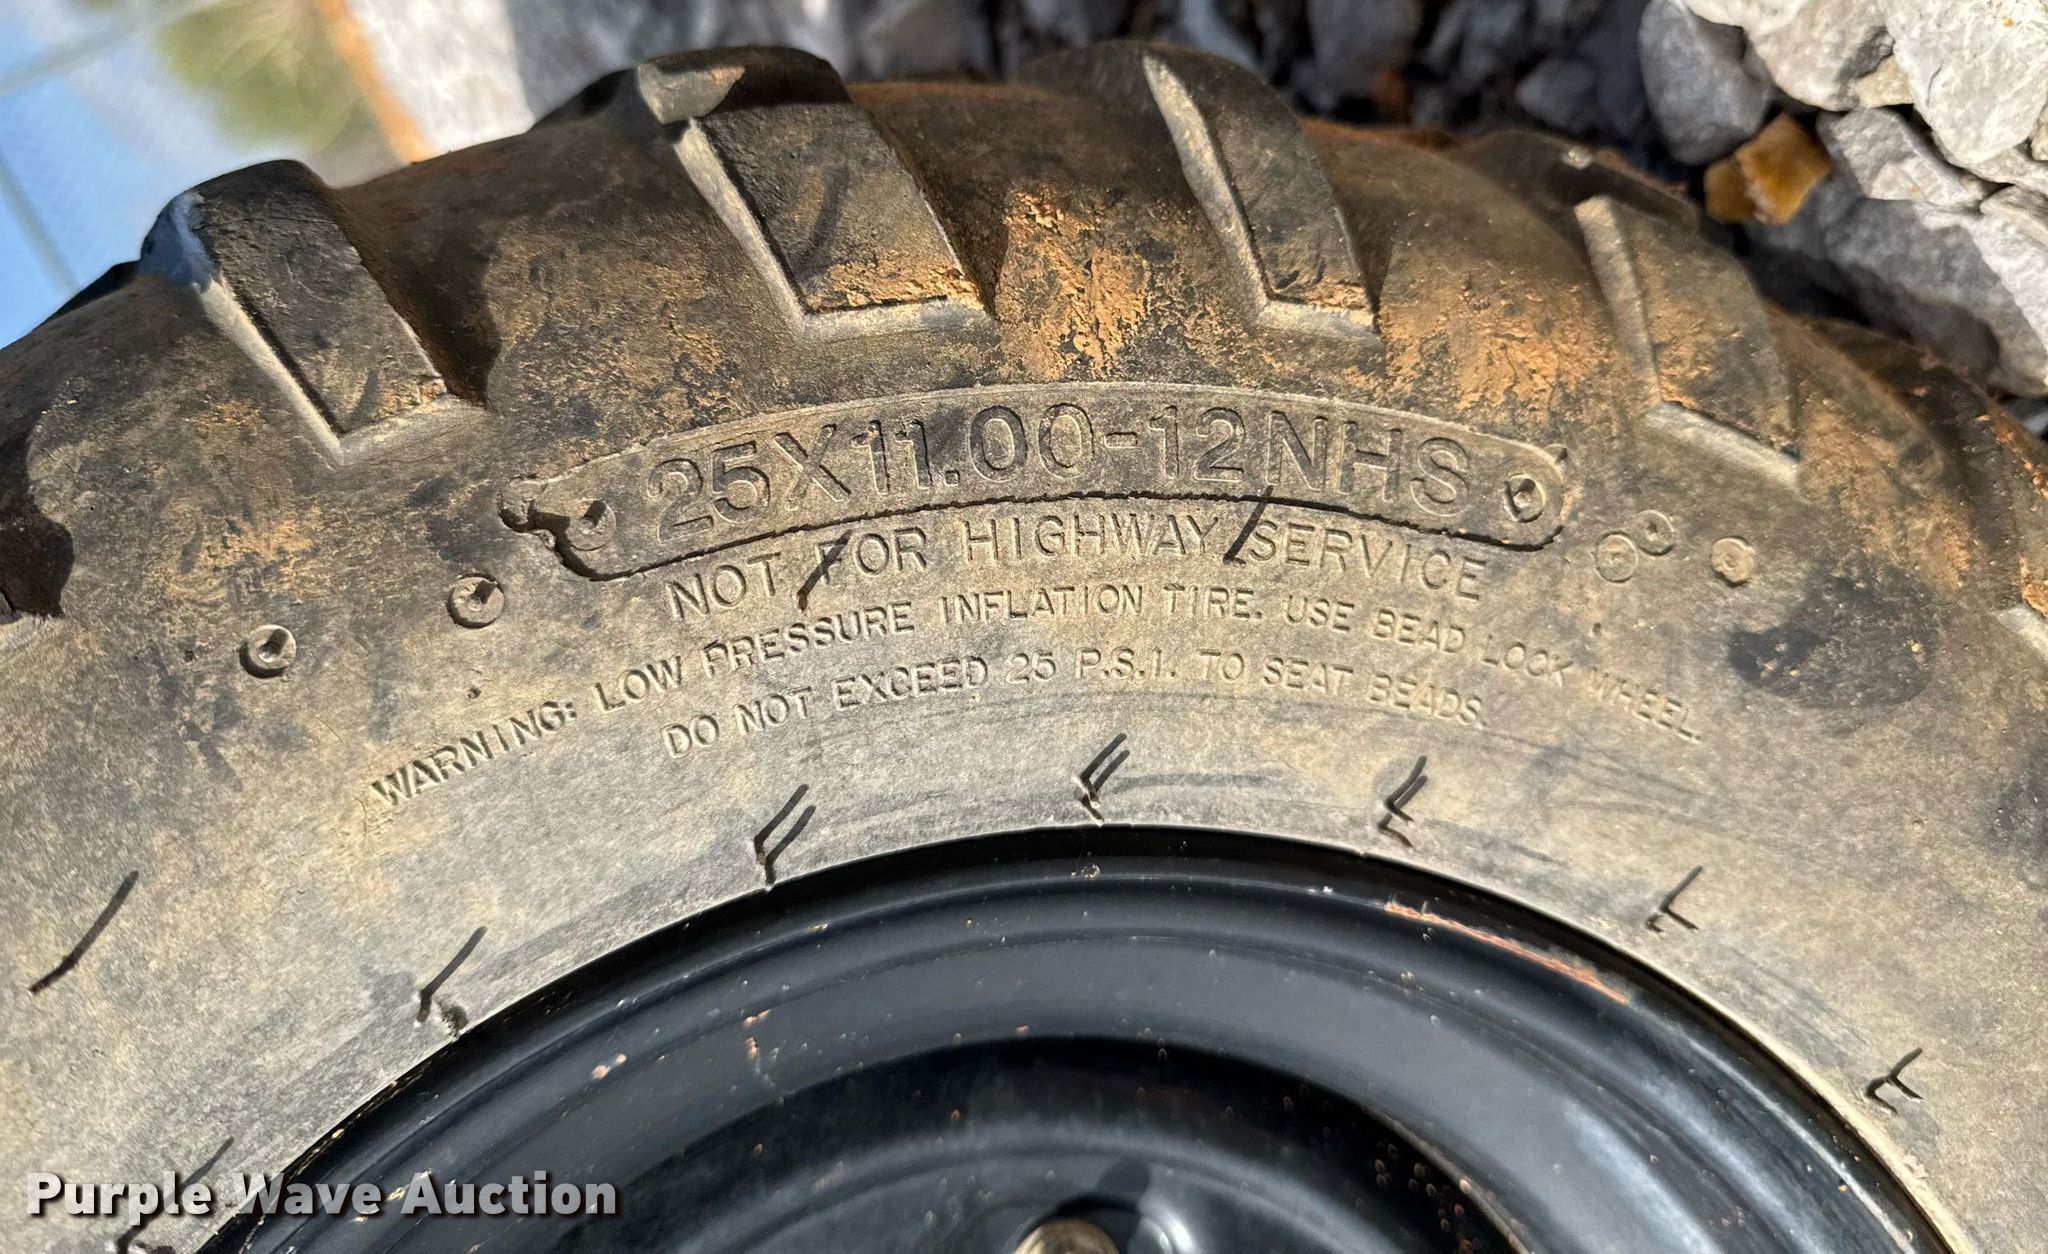 25X11.00-12NHS
NOT FOR HIGHWAY SERVICE
WARNING: LOW PRESSURE INFLATION TIRE. USE BEAD LOCK WHEEL.
DO NOT EXCEED 25 P.S.I. TO SEAT BEADS.
Purple Wave Auction